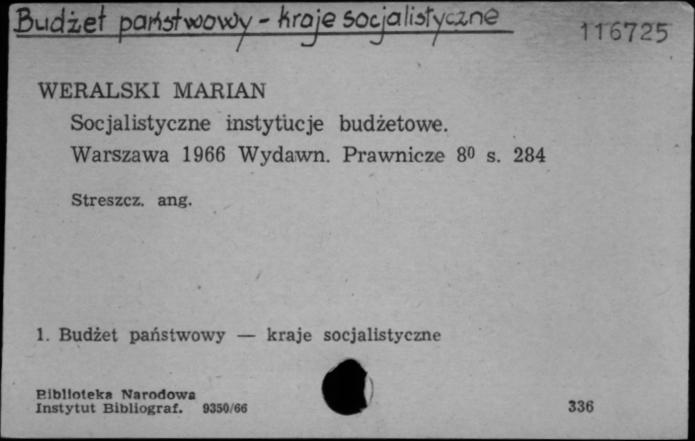 Budżet państwowy - kraje socjalistyczne
116725
WERALSKI MARIAN
Socjalistyczne instytucje budżetowe.
Warszawa 1966 Wydawn. Prawnicze 8⁰ s. 284
Streszcz. ang.
1. Budżet państwowy — kraje socjalistyczne
Biblioteka Narodowa
Instytut Bibliograf. 9350/66
336